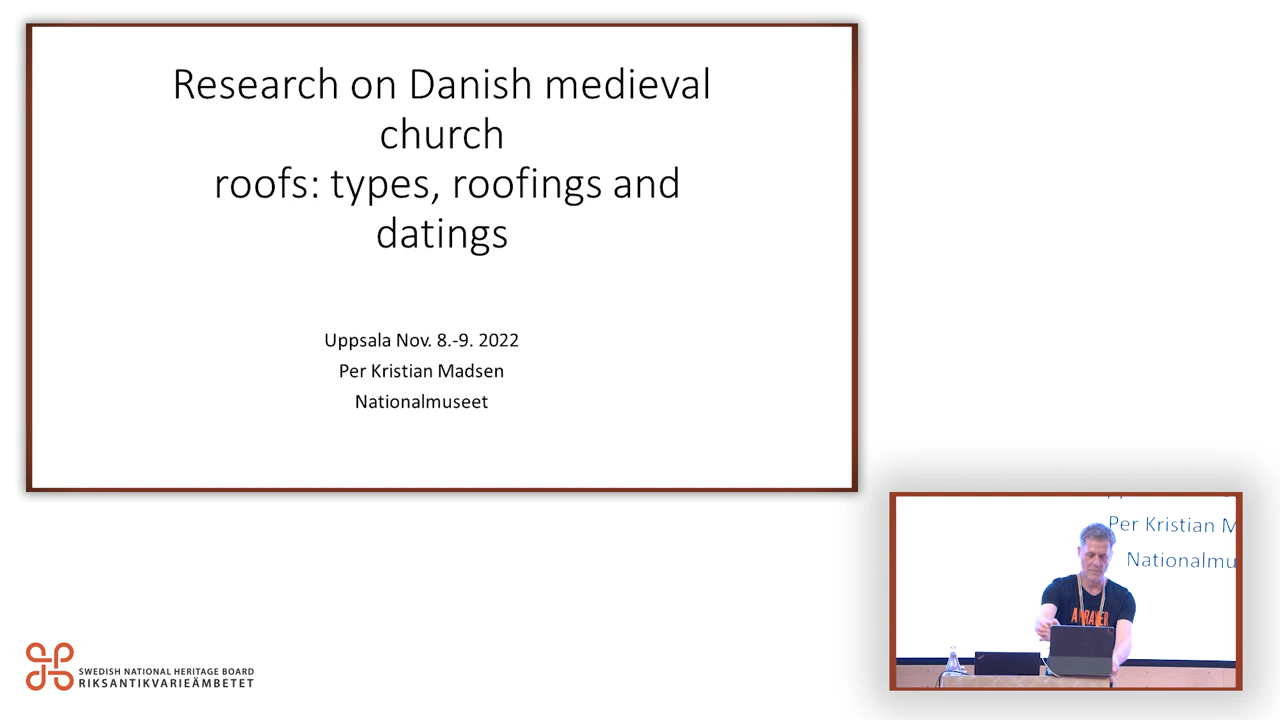 Research on Danish medieval
church
roofs: types, roofings and
datings
Uppsala Nov. 8.-9. 2022
Per Kristian Madsen
Nationalmuseet
Per Kristian M
Nationalmu
SWEDISH NATIONAL HERITAGE BOARD
RIKSANTIKVARIEÄMBETET